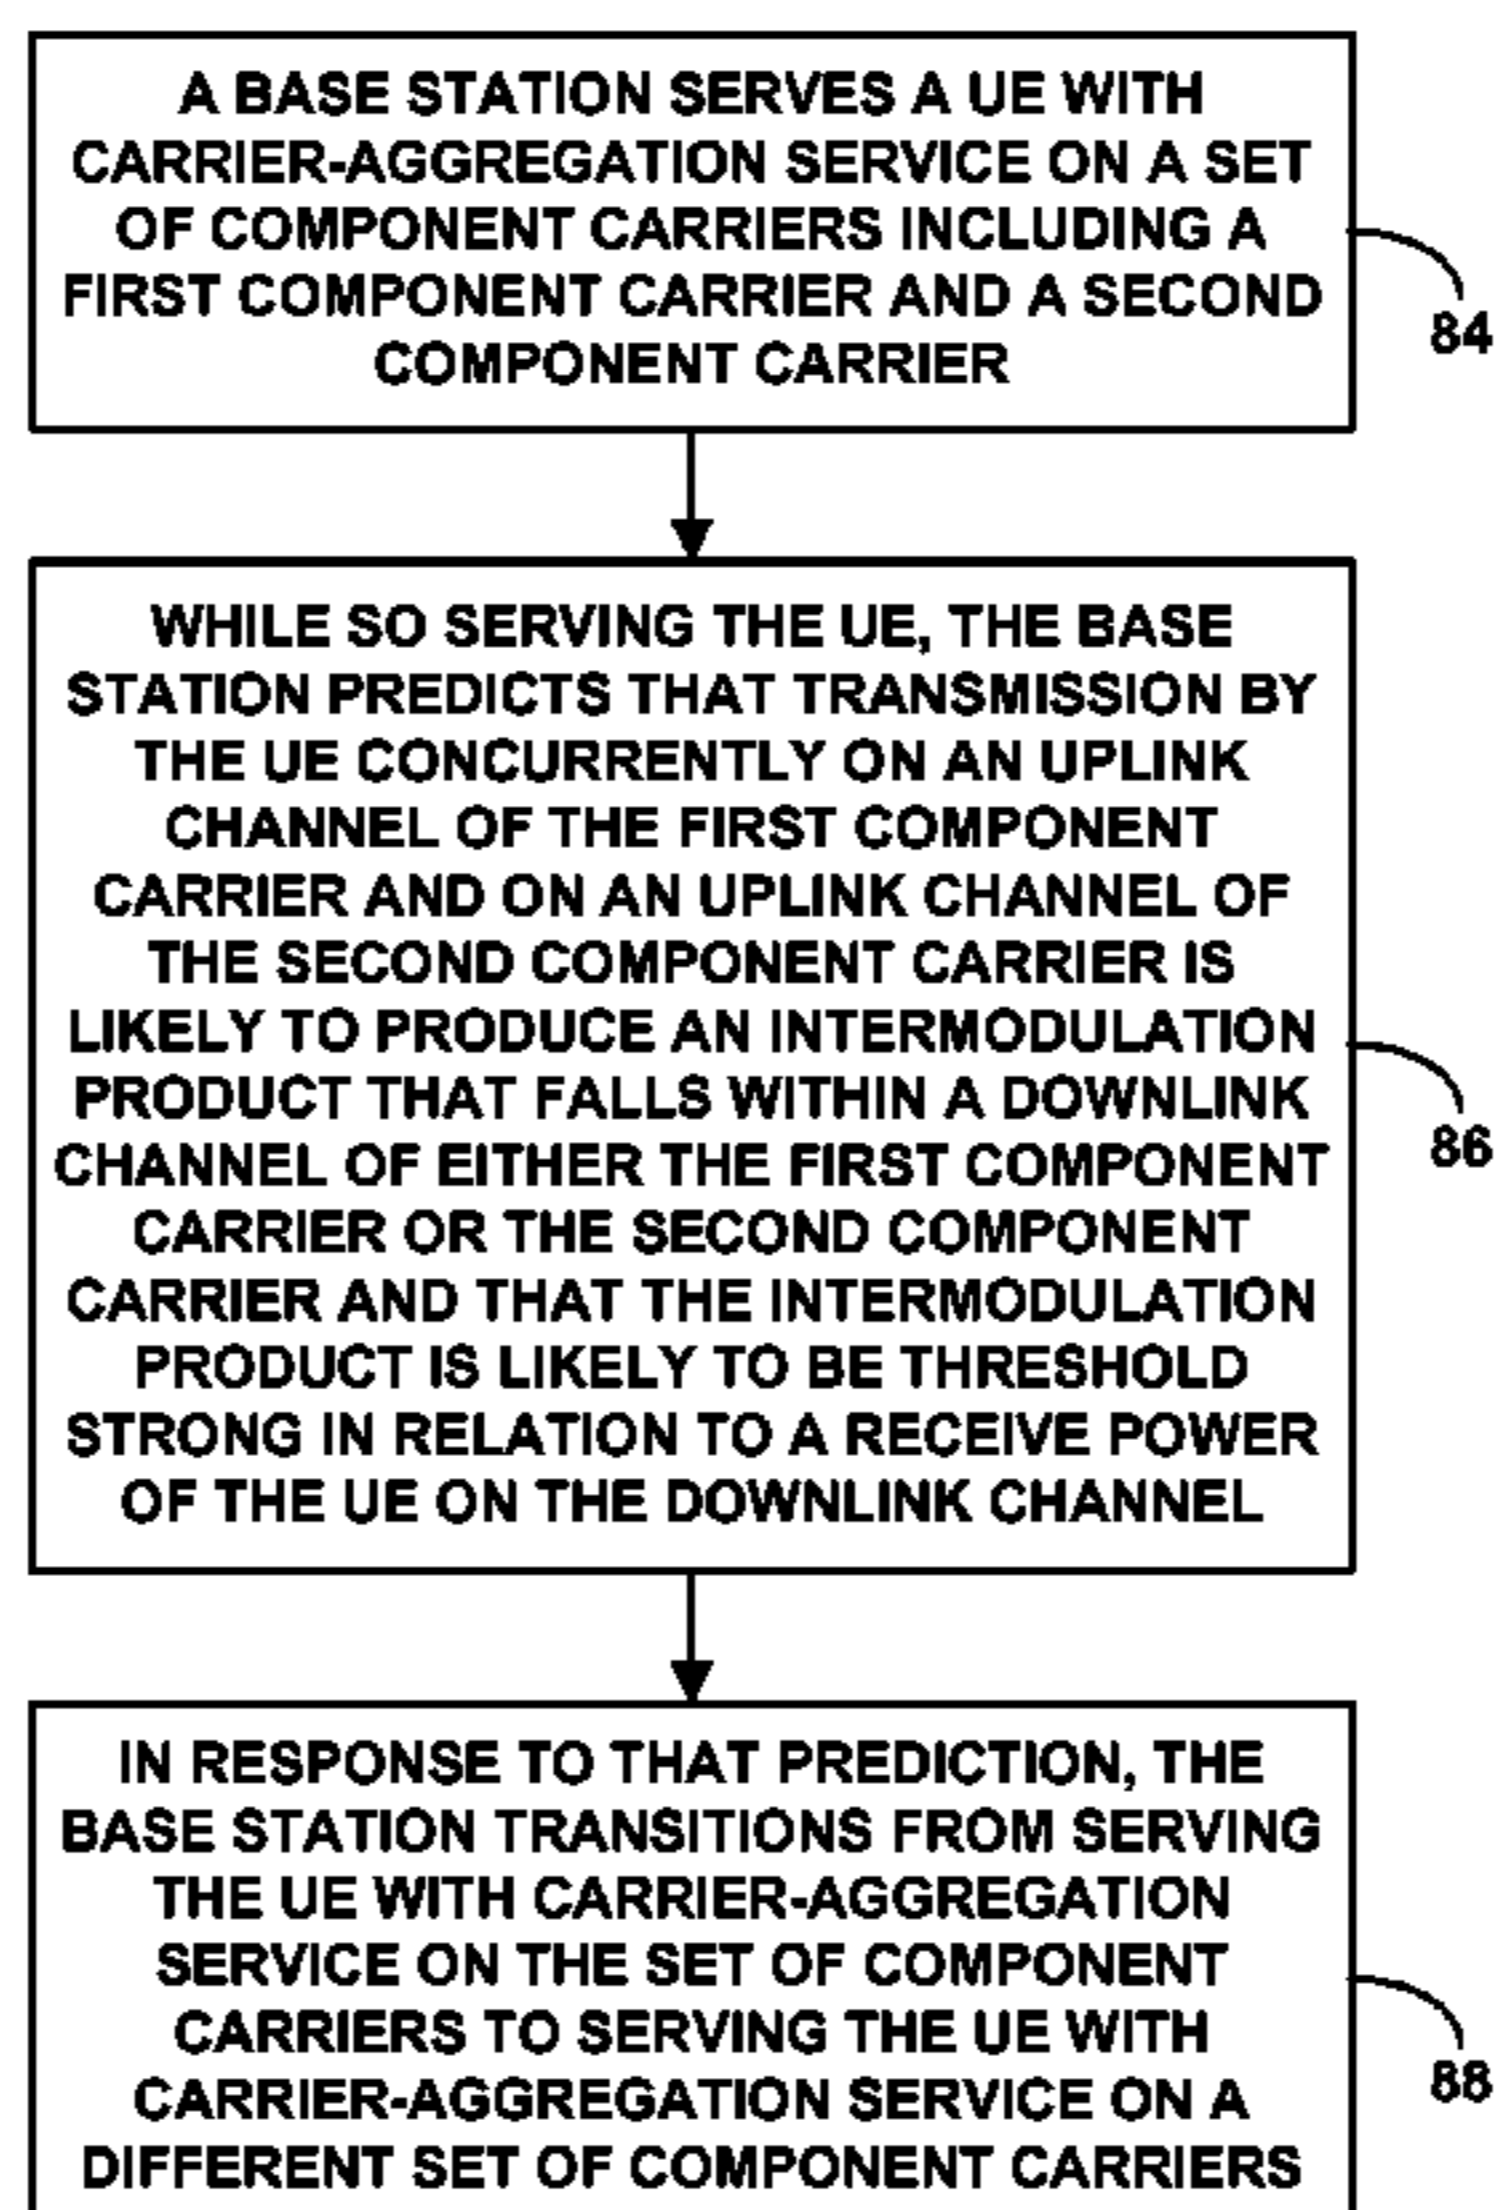 A BASE STATION SERVES A UE WITH
CARRIER-AGGREGATION SERVICE ON A SET
OF COMPONENT CARRIERS INCLUDING A
FIRST COMPONENT CARRIER AND A SECOND
COMPONENT CARRIER
84
WHILE SO SERVING THE UE, THE BASE
STATION PREDICTS THAT TRANSMISSION BY
THE UE CONCURRENTLY ON AN UPLINK
CHANNEL OF THE FIRST COMPONENT
CARRIER AND ON AN UPLINK CHANNEL OF
THE SECOND COMPONENT CARRIER IS
LIKELY TO PRODUCE AN INTERMODULATION
PRODUCT THAT FALLS WITHIN A DOWNLINK
CHANNEL OF EITHER THE FIRST COMPONENT
CARRIER OR THE SECOND COMPONENT
CARRIER AND THAT THE INTERMODULATION
PRODUCT IS LIKELY TO BE THRESHOLD
STRONG IN RELATION TO A RECEIVE POWER
OF THE UE ON THE DOWNLINK CHANNEL
86
IN RESPONSE TO THAT PREDICTION, THE
BASE STATION TRANSITIONS FROM SERVING
THE UE WITH CARRIER-AGGREGATION
SERVICE ON THE SET OF COMPONENT
CARRIERS TO SERVING THE UE WITH
CARRIER-AGGREGATION SERVICE ON A
DIFFERENT SET OF COMPONENT CARRIERS
88